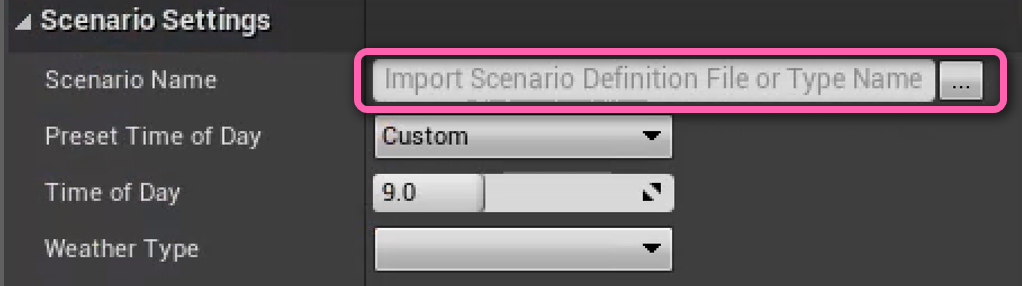 Scenario Settings
Scenario Name Import Scenario Definition File or Type Name ...
Preset Time of Day Custom
Time of Day 9.0
Weather Type